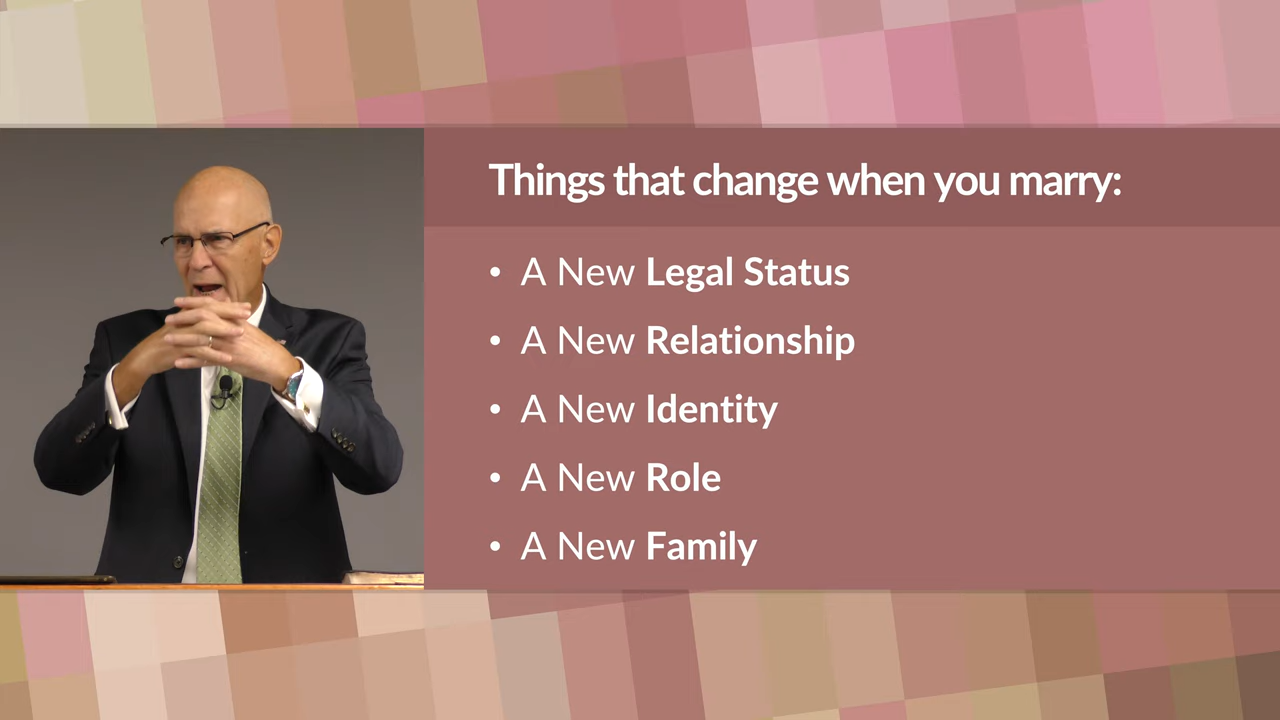 Things that change when you marry:
• A New Legal Status
• A New Relationship
• A New Identity
• A New Role
• A New Family